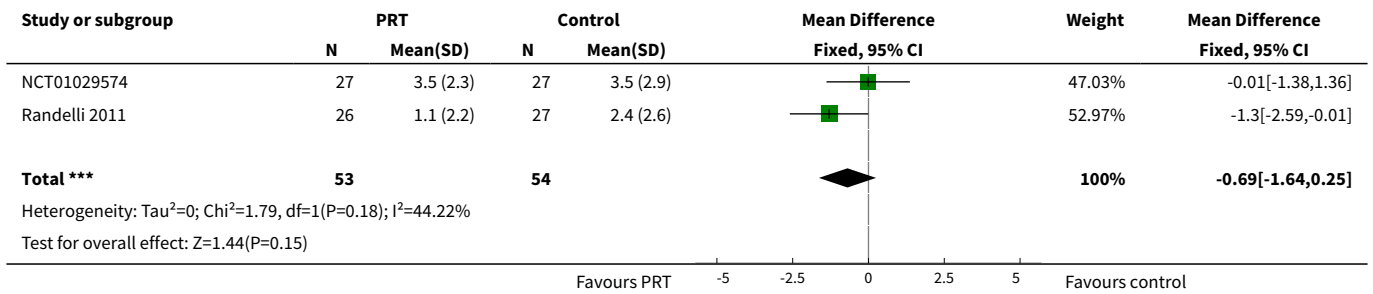 Study or subgroup PRT Control Mean Difference Weight Mean Difference
N Mean(SD) N Mean(SD) Fixed, 95% CI Fixed, 95% CI
NCT01029574 27 3.5 (2.3) 27 3.5 (2.9) 47.03% -0.01[-1.38,1.36]
Randelli 2011 26 1.1 (2.2) 27 2.4 (2.6) 52.97% -1.3[-2.59,-0.01]
Total *** 53 54 100% -0.69[-1.64,0.25]
Heterogeneity: Tau²=0; Chi²=1.79, df=1(P=0.18); I²=44.22%
Test for overall effect: Z=1.44(P=0.15)
Favours PRT -5 -2.5 0 2.5 5 Favours control